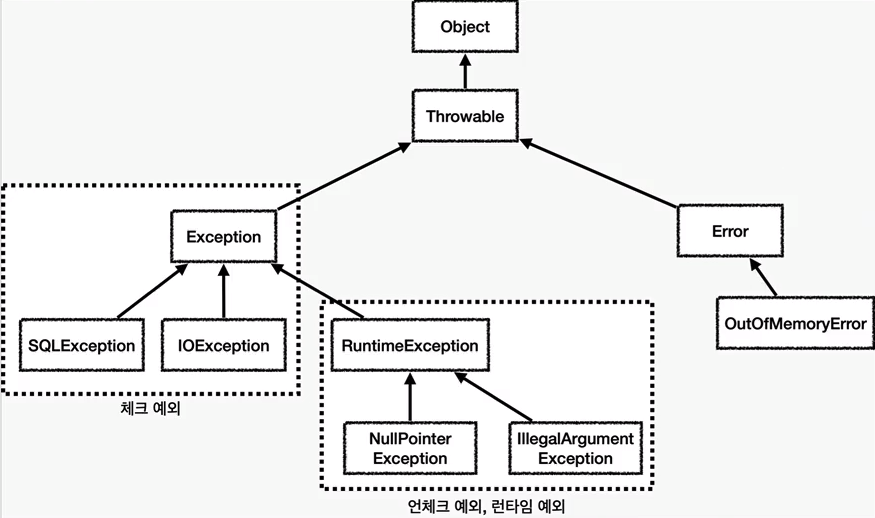 Object
Throwable
Exception
Error
SQLException
IOException
RuntimeException
OutOfMemoryError
체크 예외
NullPointer
Exception
IllegalArgument
Exception
언체크 예외, 런타임 예외